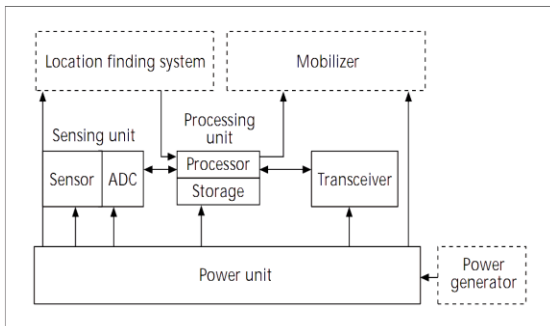 Location finding system
Mobilizer
Sensing unit
Processing
unit
Sensor
ADC
Processor
Storage
Transceiver
Power unit
Power
generator